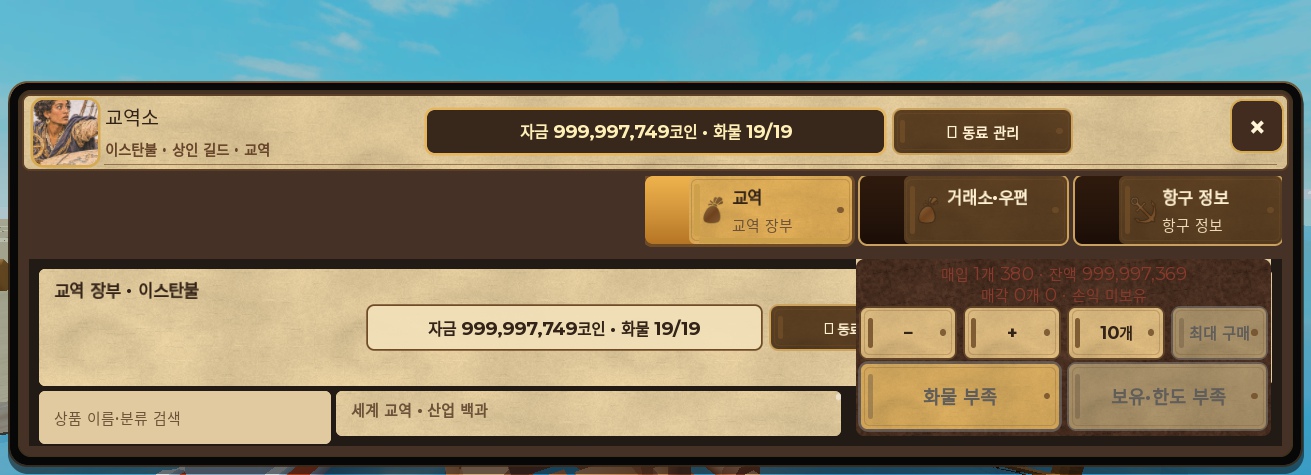 교역소
이스탄불 • 상인 길드 • 교역
자금 999,997,749코인 • 화물 19/19
동료 관리
×
교역
교역 장부
거래소•우편
항구 정보
항구 정보
교역 장부 • 이스탄불
자금 999,997,749코인 • 화물 19/19
동료
매입 1개 380 · 잔액 999,997,369
매각 0개 0 · 손익 미보유
−
+
10개
최대 구매
화물 부족
보유•한도 부족
상품 이름·분류 검색
세계 교역 • 산업 백과